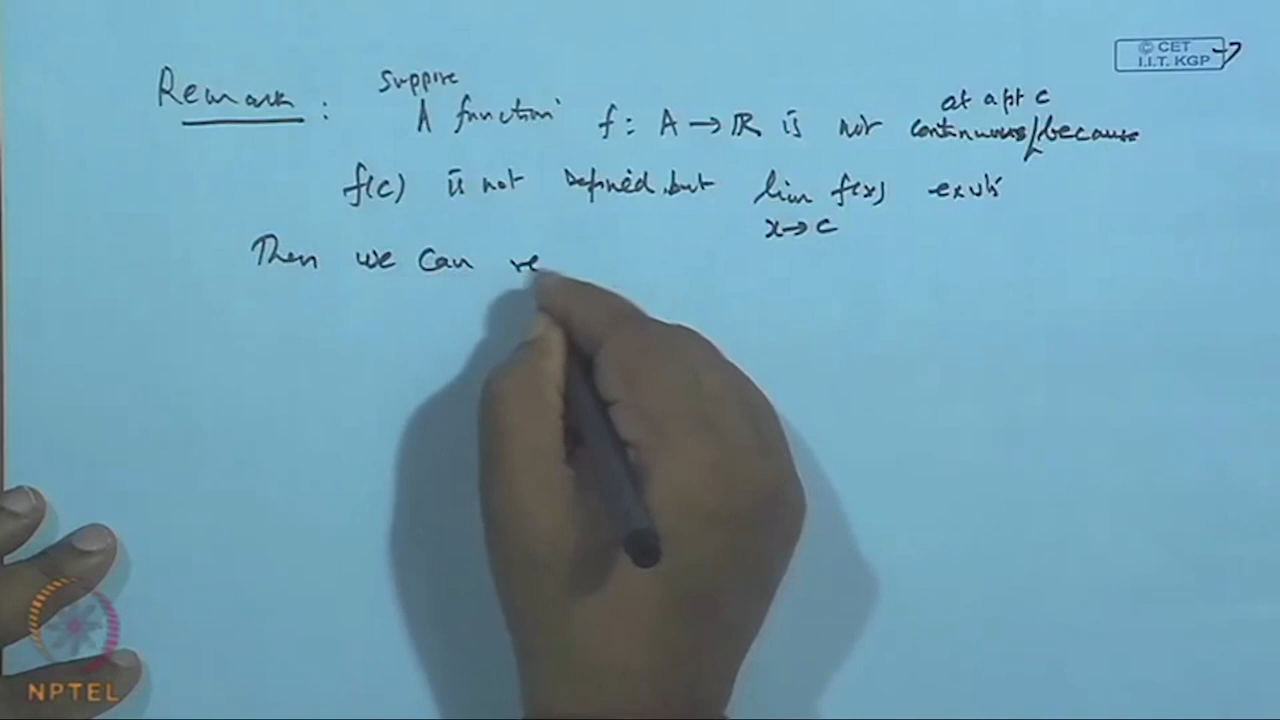 © CET
I.I.T. KGP
Remark : Suppose
A function f : A → ℝ is not continuous at a pt c / because
f(c) is not Defined but lim f(x) exists
x→c
Then we can re
NPTEL